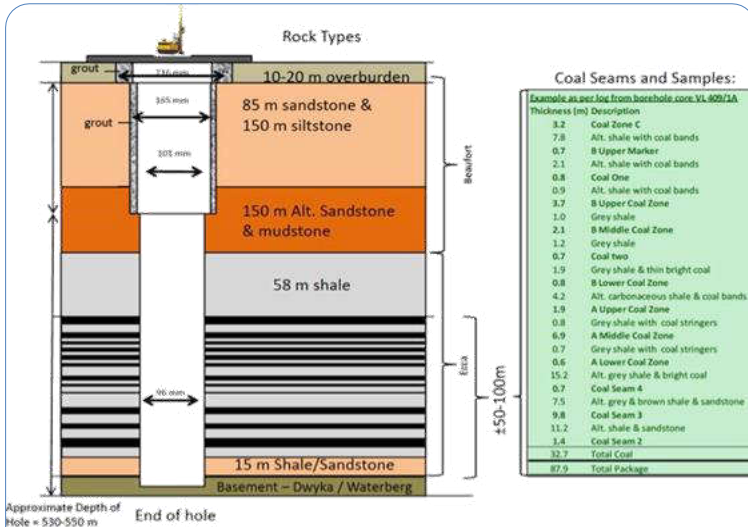 Rock Types
grout
216 mm
10-20 m overburden
165 mm
85 m sandstone &
150 m siltstone
grout
101 mm
Beaufort
150 m Alt. Sandstone
& mudstone
58 m shale
Ecca
±50-100m
96 mm
15 m Shale/Sandstone
Basement – Dwyka / Waterberg
Approximate Depth of
Hole = 530-550 m
End of hole
Coal Seams and Samples:
Example as per log from borehole core VL 409/1A
Thickness (m) Description
3.2 Coal Zone C
7.8 Alt. shale with coal bands
0.7 B Upper Marker
2.1 Alt. shale with coal bands
0.8 Coal One
0.9 Alt. shale with coal bands
3.7 B Upper Coal Zone
1.0 Grey shale
2.1 B Middle Coal Zone
1.2 Grey shale
0.7 Coal two
1.9 Grey shale & thin bright coal
0.8 B Lower Coal Zone
4.2 Alt. carbonaceous shale & coal bands
1.9 A Upper Coal Zone
0.8 Grey shale with coal stringers
6.9 A Middle Coal Zone
0.7 Grey shale with coal stringers
0.6 A Lower Coal Zone
15.2 Alt. grey shale & bright coal
0.7 Coal Seam 4
7.5 Alt. grey & brown shale & sandstone
9.8 Coal Seam 3
11.2 Alt. shale & sandstone
1.4 Coal Seam 2
32.7 Total Coal
87.9 Total Package